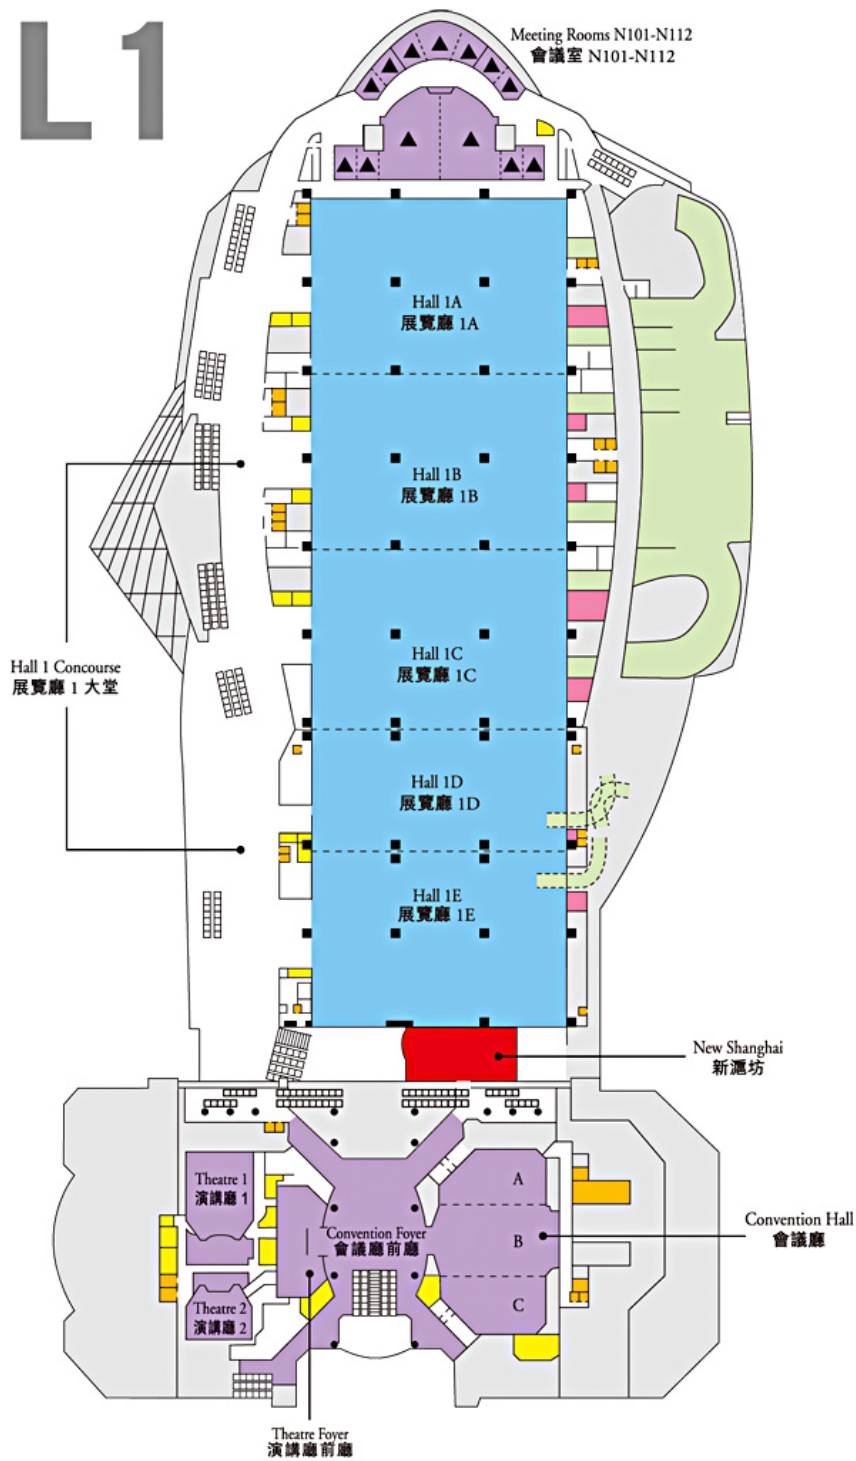 L1
Meeting Rooms N101-N112
會議室 N101-N112
Hall 1A
展覽廳 1A
Hall 1B
展覽廳 1B
Hall 1C
展覽廳 1C
Hall 1 Concourse
展覽廳 1 大堂
Hall 1D
展覽廳 1D
Hall 1E
展覽廳 1E
New Shanghai
新滬坊
Theatre 1
演講廳 1
A
Convention Foyer
會議廳前廳
B
Convention Hall
會議廳
Theatre 2
演講廳 2
C
Theatre Foyer
演講廳前廳